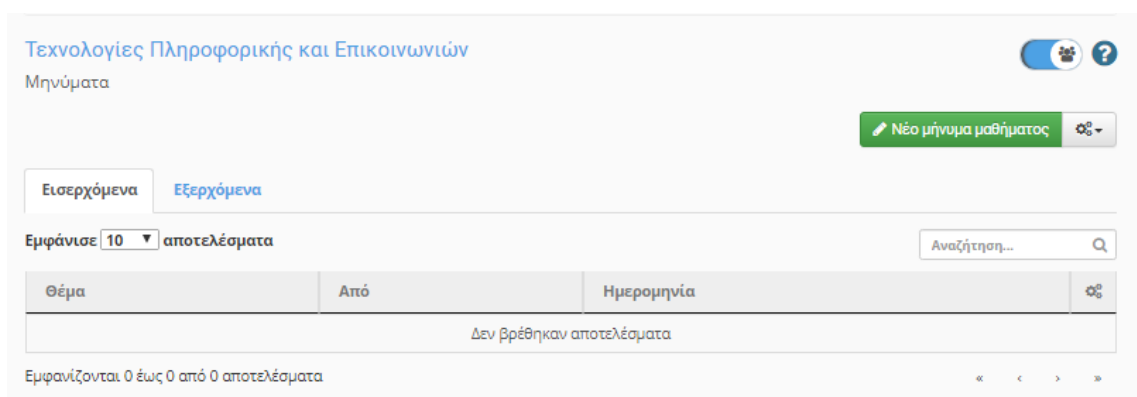 Τεχνολογίες Πληροφορικής και Επικοινωνιών
Μηνύματα
Νέο μήνυμα μαθήματος
Εισερχόμενα Εξερχόμενα
Εμφάνισε 10 αποτελέσματα Αναζήτηση...
Θέμα Από Ημερομηνία
Δεν βρέθηκαν αποτελέσματα
Εμφανίζονται 0 έως 0 από 0 αποτελέσματα « ‹ › »